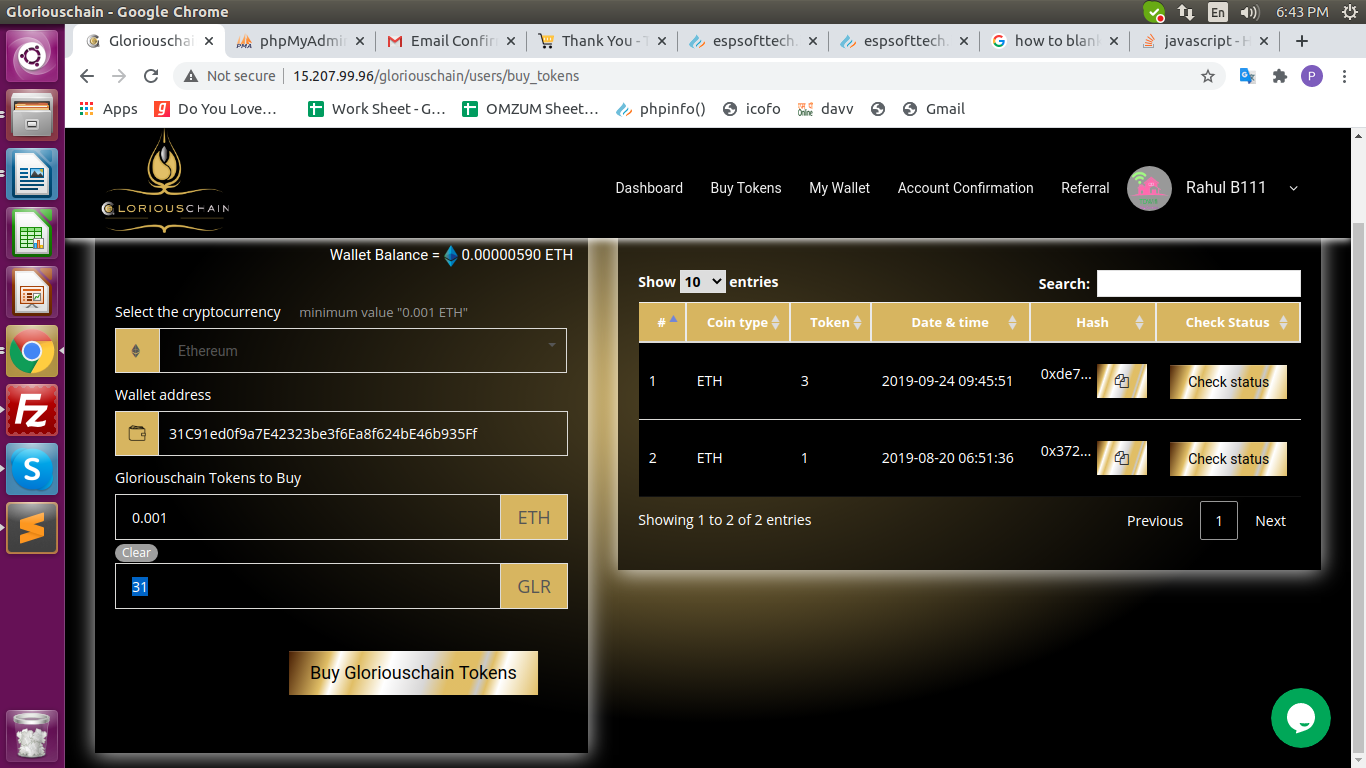 Gloriouschain - Google Chrome
En 6:43 PM
Gloriouschai
phpMyAdmi
Email Confir
Thank You - T
espsofttech.
espsofttech.
how to blan
javascript - H
Not secure 15.207.99.96/gloriouschain/users/buy_tokens
P
Apps
Do You Love...
Work Sheet - G...
OMZUM Sheet...
phpinfo()
icofo
davv
Gmail
GLORIOUSCHAIN
Dashboard
Buy Tokens
My Wallet
Account Confirmation
Referral
Rahul B111
Wallet Balance = 0.00000590 ETH
Select the cryptocurrency minimum value "0.001 ETH"
Ethereum
Wallet address
31C91ed0f9a7E42323be3f6Ea8f624bE46b935Ff
Gloriouschain Tokens to Buy
0.001 ETH
Clear
31 GLR
Buy Gloriouschain Tokens
Show 10 entries
Search:
# Coin type Token Date & time Hash Check Status
1 ETH 3 2019-09-24 09:45:51 0xde7... Check status
2 ETH 1 2019-08-20 06:51:36 0x372... Check status
Showing 1 to 2 of 2 entries
Previous 1 Next